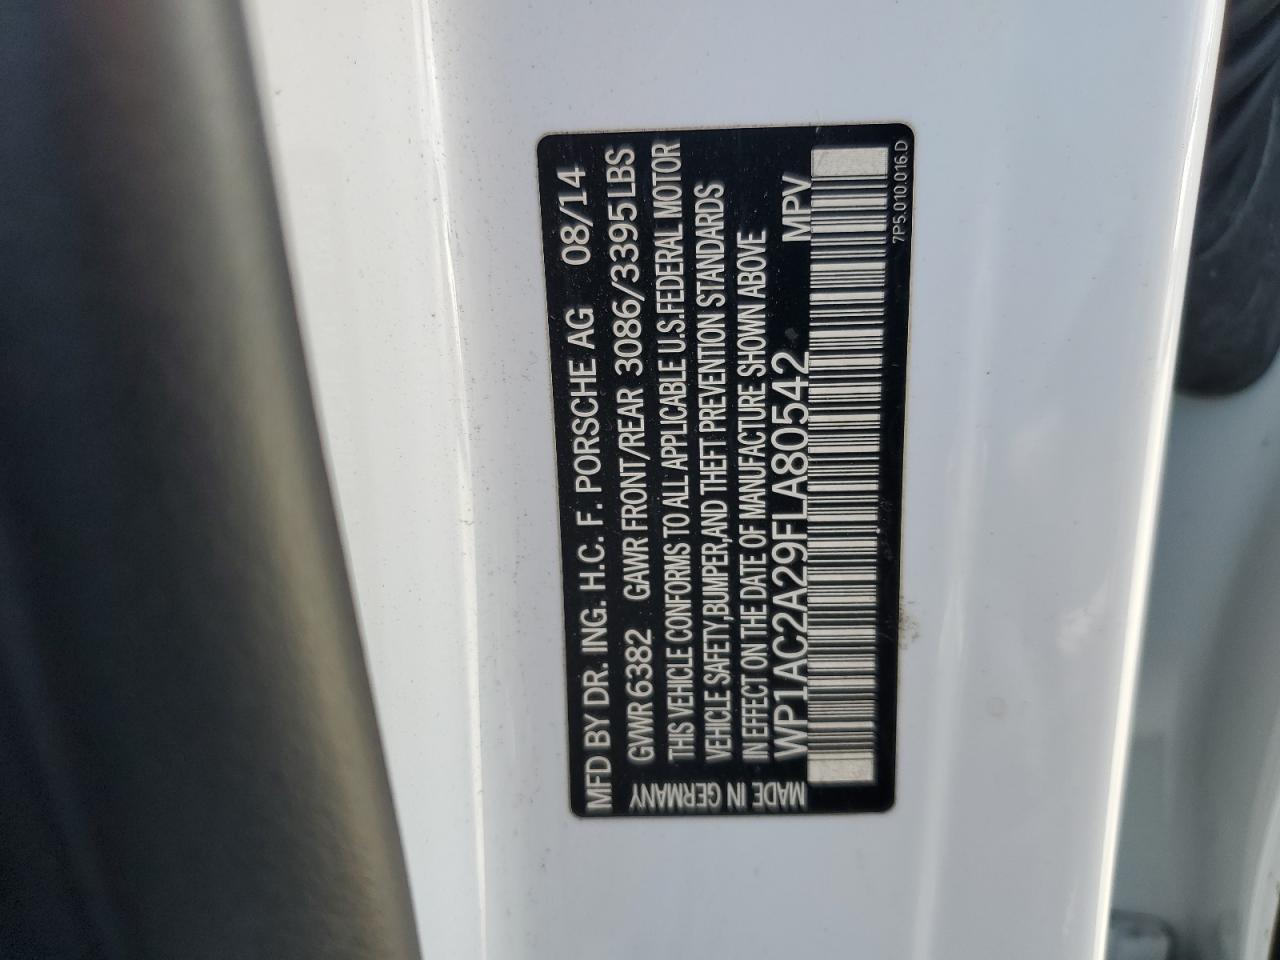 MFD BY DR. ING. H.C. F. PORSCHE AG 08/14
GVWR 6382 GAWR FRONT/REAR 3086/3395LBS
THIS VEHICLE CONFORMS TO ALL APPLICABLE U.S.FEDERAL MOTOR
VEHICLE SAFETY,BUMPER,AND THEFT PREVENTION STANDARDS
IN EFFECT ON THE DATE OF MANUFACTURE SHOWN ABOVE
WP1AC2A29FLA80542 MPV
7P5.010.016.D
MADE IN GERMANY